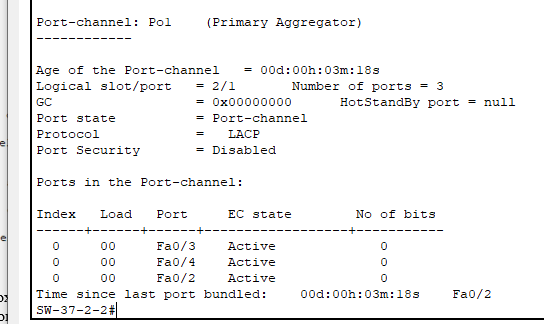 Port-channel: Po1    (Primary Aggregator)
------------
Age of the Port-channel   = 00d:00h:03m:18s
Logical slot/port   = 2/1       Number of ports = 3
GC                  = 0x00000000      HotStandBy port = null
Port state          = Port-channel
Protocol            =   LACP
Port Security       = Disabled
Ports in the Port-channel:
Index   Load   Port     EC state        No of bits
------+------+------+------------------+-----------
  0     00     Fa0/3    Active             0
  0     00     Fa0/4    Active             0
  0     00     Fa0/2    Active             0
Time since last port bundled:    00d:00h:03m:18s    Fa0/2
SW-37-2-2#